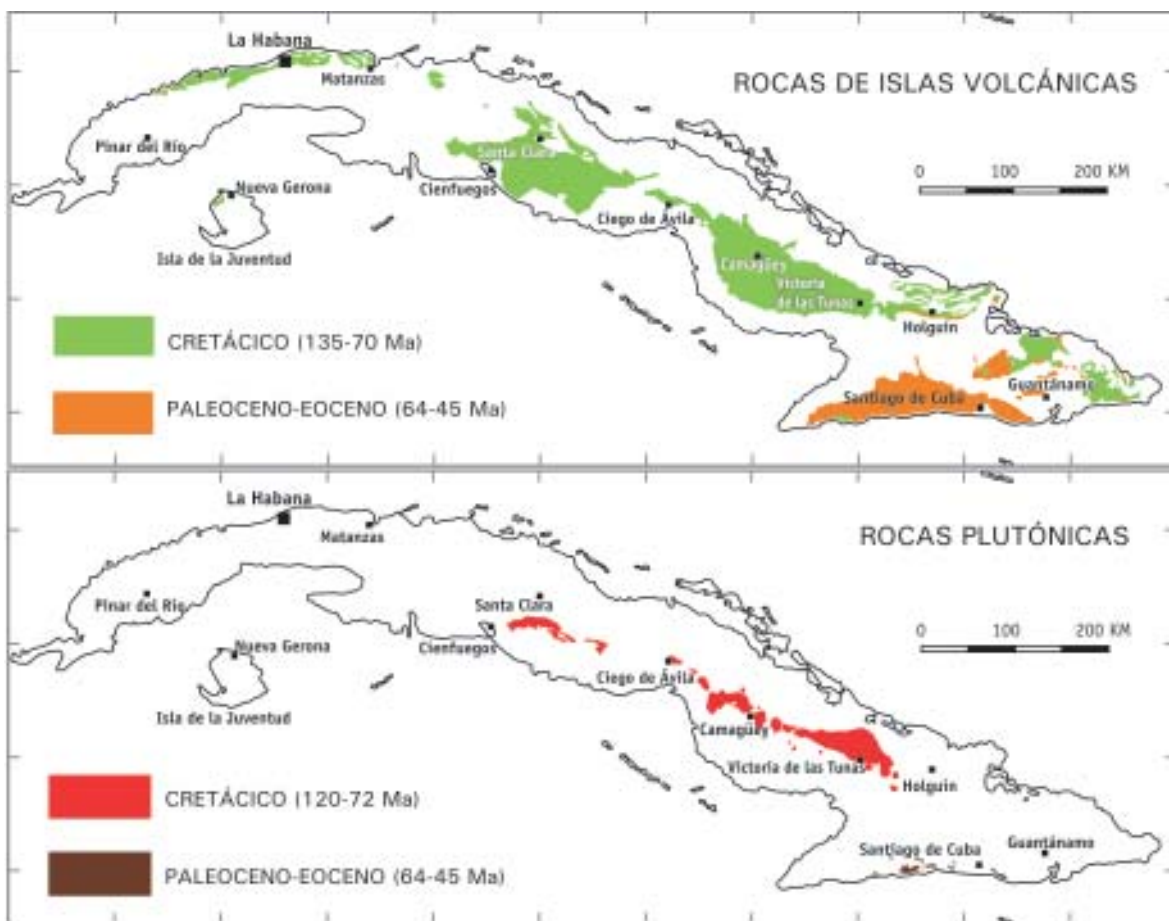 La Habana
Matanzas
ROCAS DE ISLAS VOLCÁNICAS
Pinar del Río
Santa Clara
0 100 200 KM
Nueva Gerona
Cienfuegos
Ciego de Ávila
Isla de la Juventud
Camagüey
Victoria
de las Tunas
Holguin
CRETÁCICO (135-70 Ma)
Guantánamo
Santiago de Cuba
PALEOCENO-EOCENO (64-45 Ma)
La Habana
Matanzas
ROCAS PLUTÓNICAS
Pinar del Río
Santa Clara
0 100 200 KM
Nueva Gerona
Cienfuegos
Ciego de Ávila
Isla de la Juventud
Camagüey
Victoria de las Tunas
Holguin
CRETÁCICO (120-72 Ma)
Guantánamo
Santiago de Cuba
PALEOCENO-EOCENO (64-45 Ma)